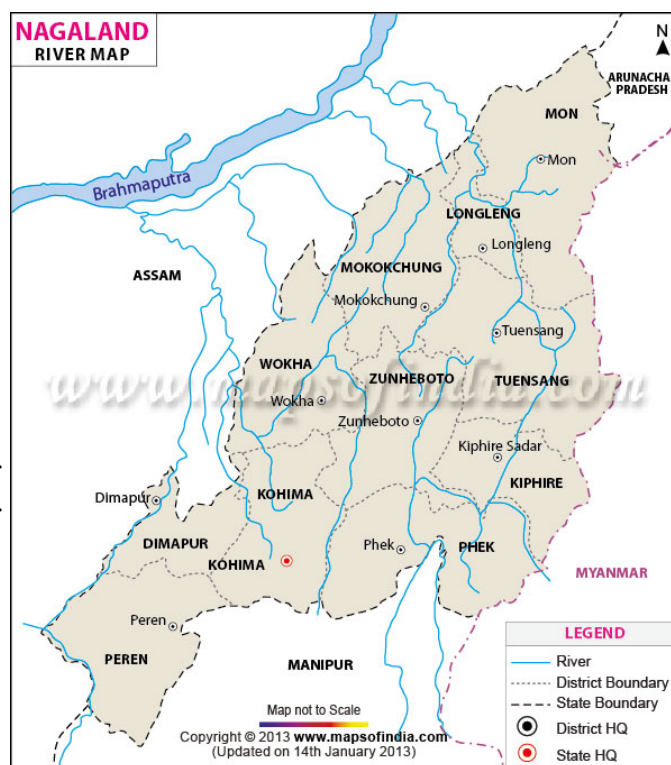 NAGALAND
RIVER MAP
N
ARUNACHAL
PRADESH
MON
Mon
Brahmaputra
LONGLENG
Longleng
ASSAM
MOKOKCHUNG
Mokokchung
Tuensang
WOKHA
ZUNHEBOTO
TUENSANG
www.mapsofindia.com
Wokha
Zunheboto
Kiphire Sadar
KIPHIRE
Dimapur
KOHIMA
DIMAPUR
KOHIMA
Phek
PHEK
MYANMAR
Peren
PEREN
MANIPUR
LEGEND
River
District Boundary
State Boundary
District HQ
State HQ
Map not to Scale
Copyright © 2013 www.mapsofindia.com
(Updated on 14th January 2013)